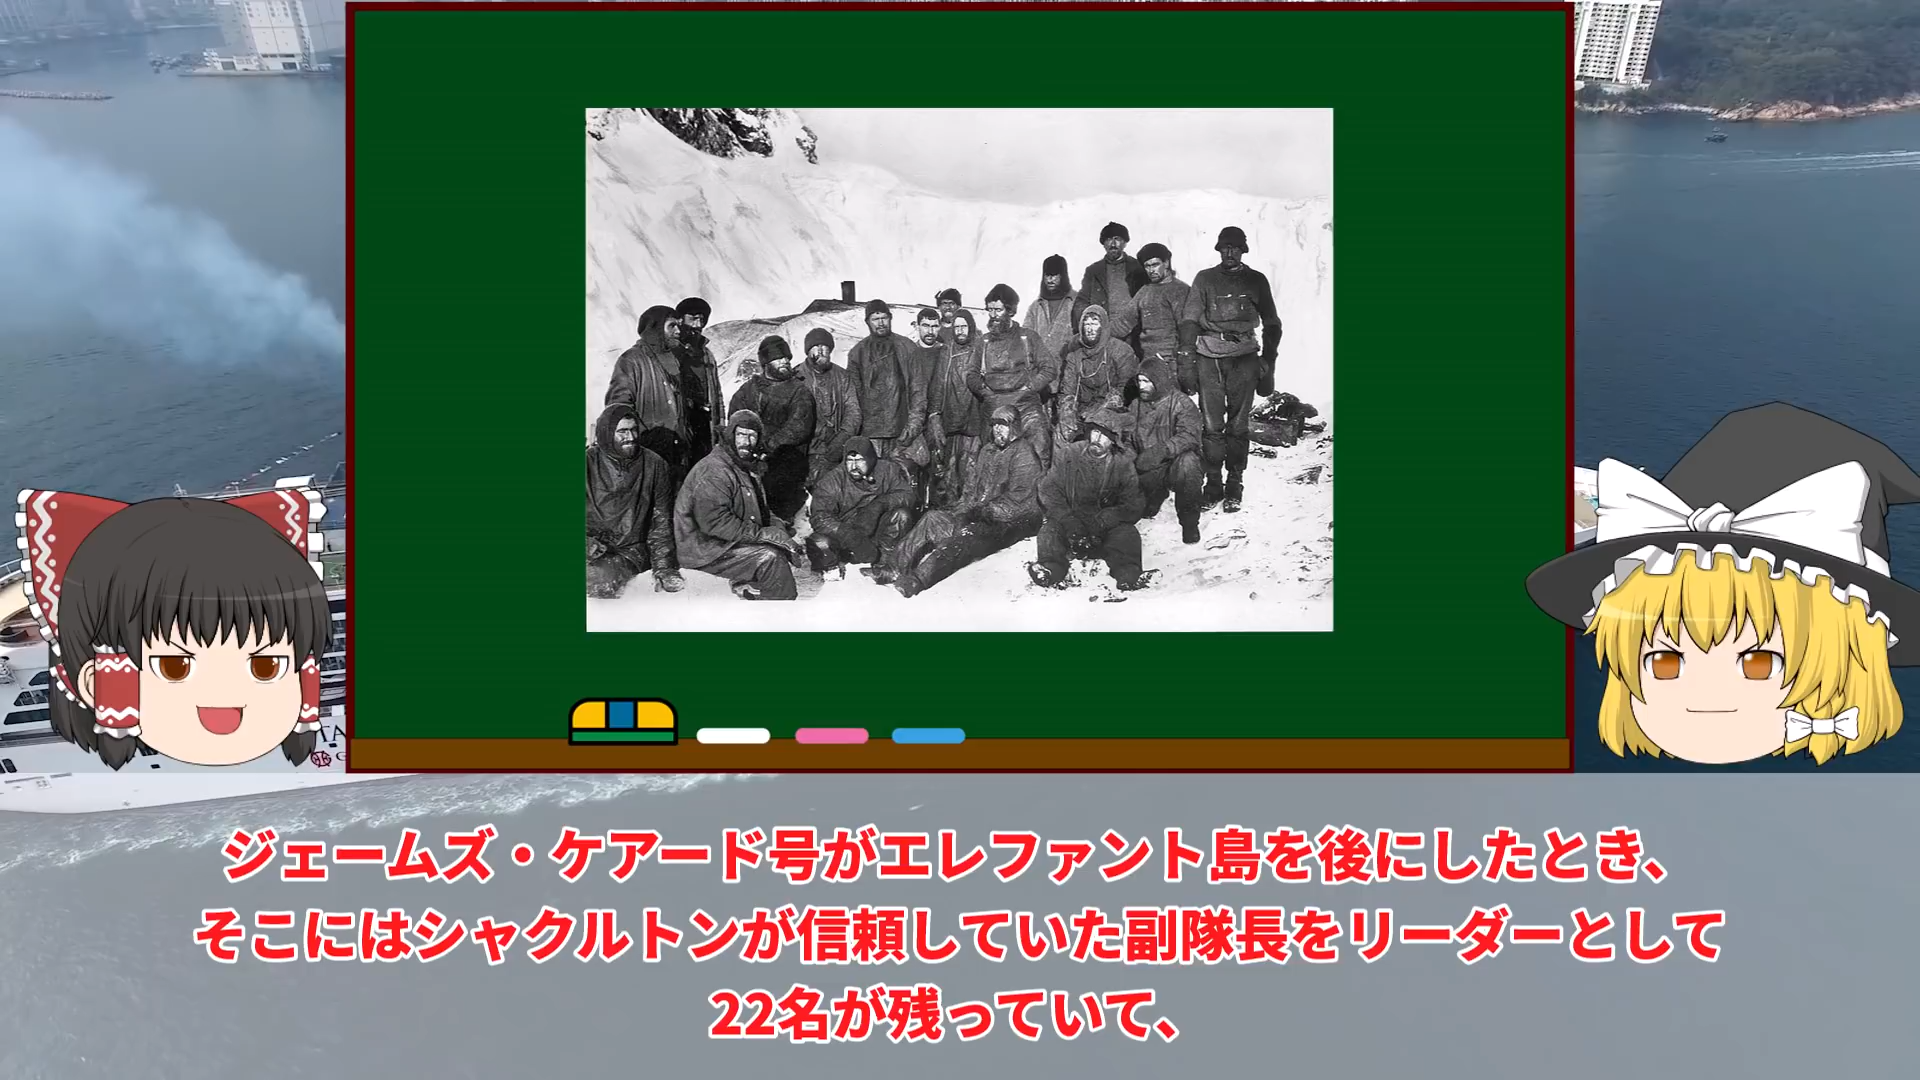 ジェームズ・ケアード号がエレファント島を後にしたとき、
そこにはシャクルトンが信頼していた副隊長をリーダーとして
22名が残っていて、